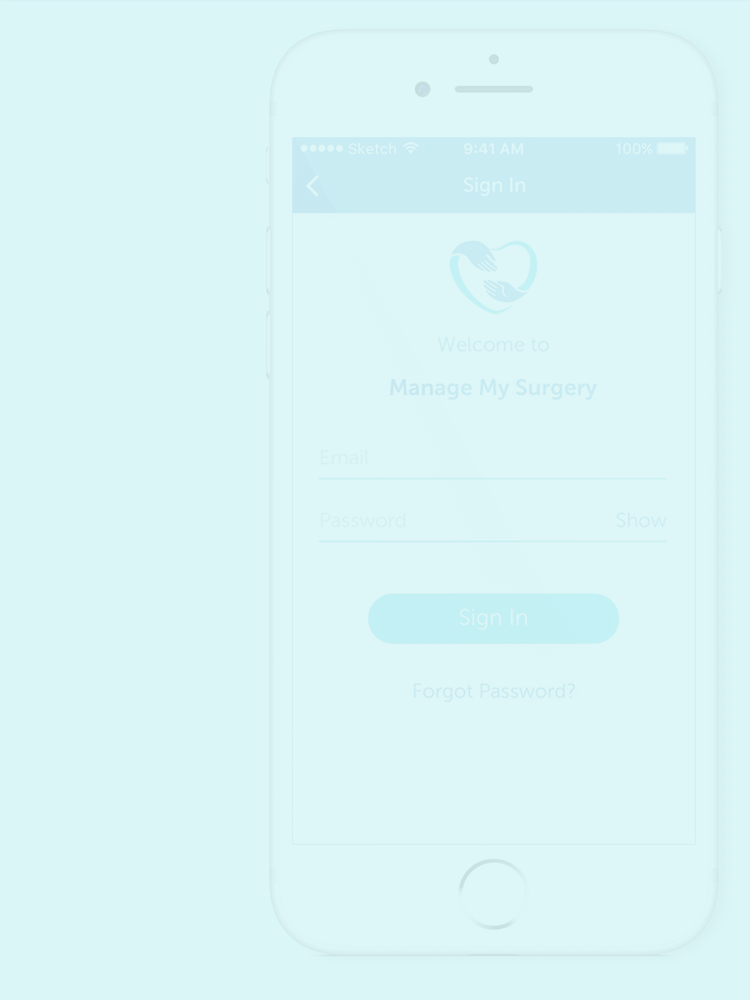 Sketch 9:41 AM 100%
Sign In
Welcome to
Manage My Surgery
Email
Password Show
Sign In
Forgot Password?